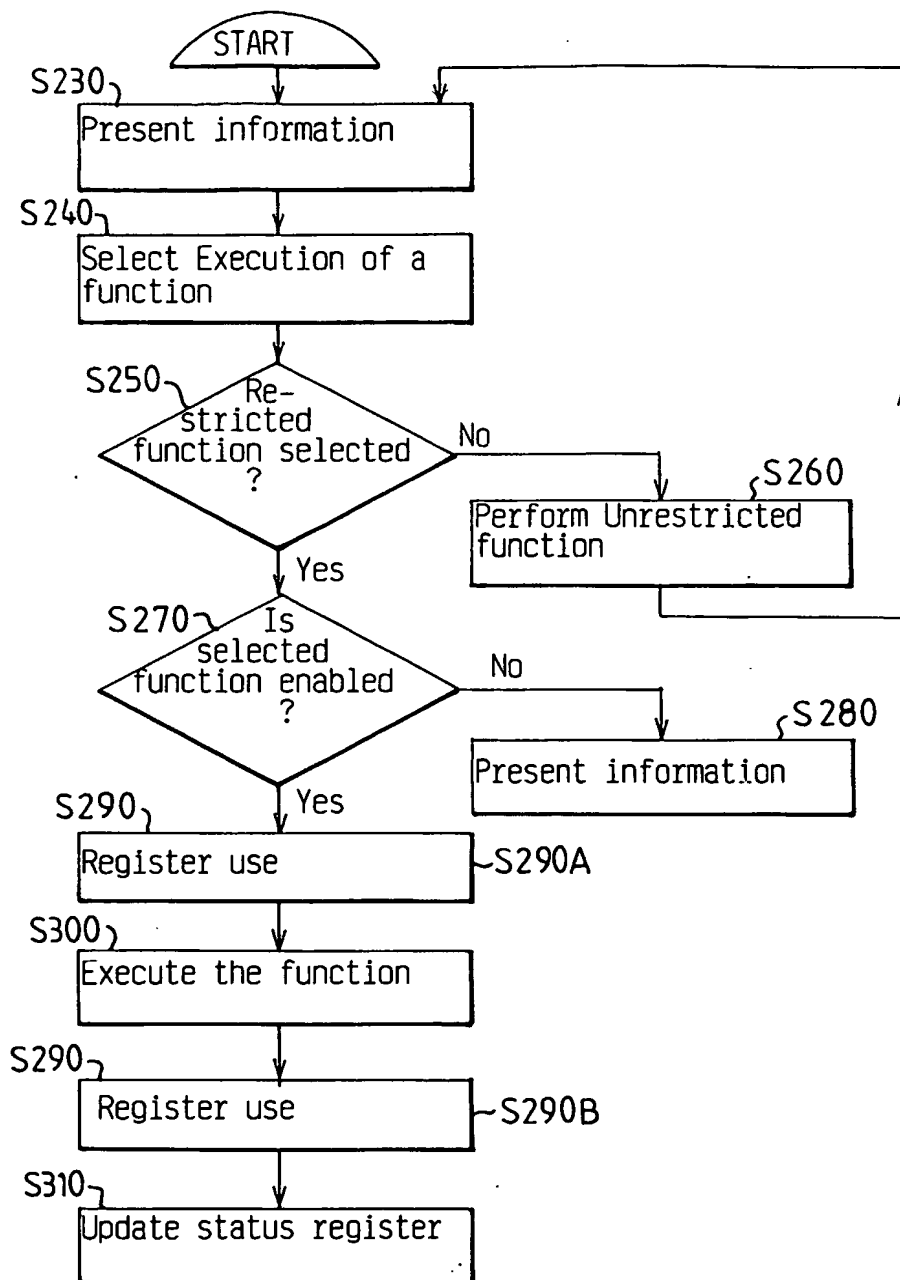 START
S230
Present information
S240
Select Execution of a
function
S250
Re-
stricted
function selected
?
No
S260
Perform Unrestricted
function
Yes
S270
Is
selected
function enabled
?
No
S280
Present information
Yes
S290
Register use
S290A
S300
Execute the function
S290
Register use
S290B
S310
Update status register